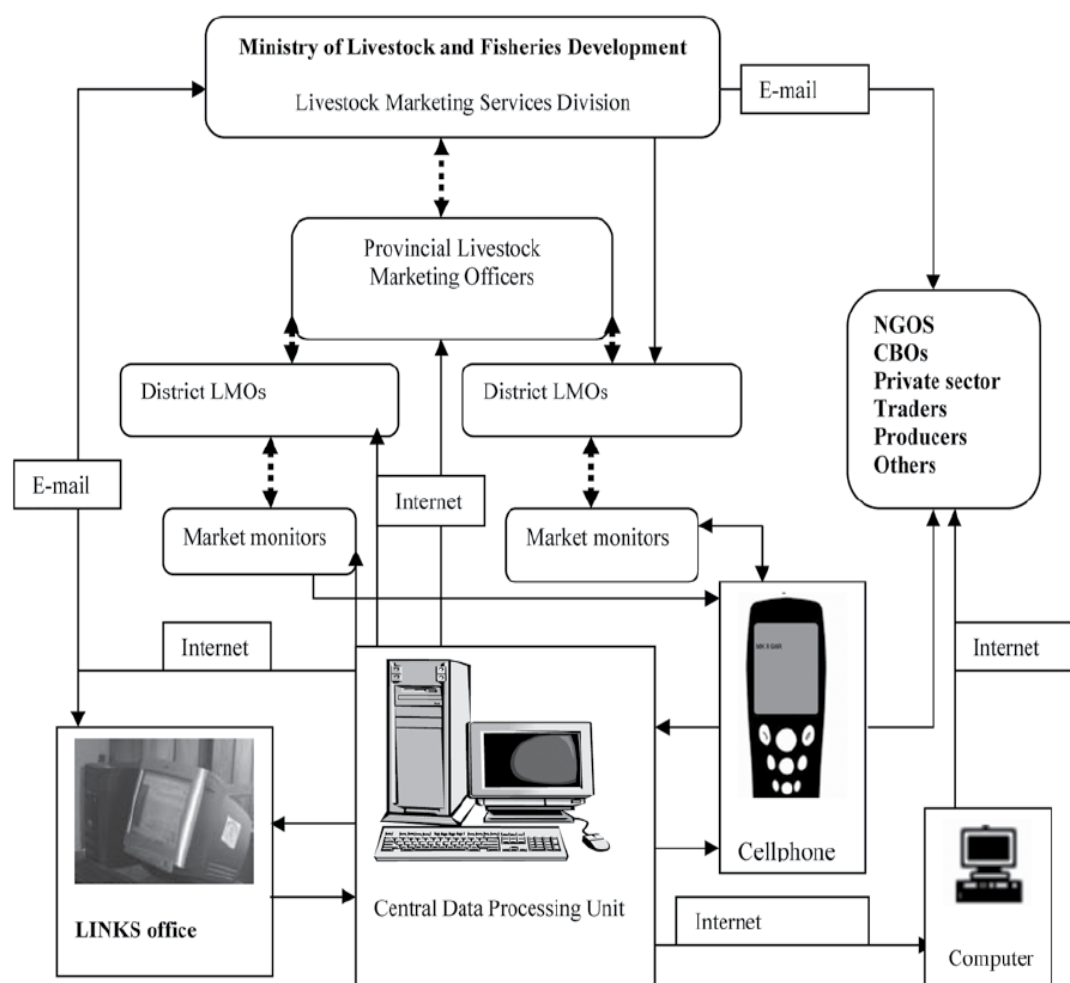 Ministry of Livestock and Fisheries Development
Livestock Marketing Services Division
E-mail
Provincial Livestock
Marketing Officers
NGOS
CBOs
Private sector
Traders
Producers
Others
District LMOs
District LMOs
E-mail
Internet
Market monitors
Market monitors
Internet
Internet
Cellphone
Central Data Processing Unit
LINKS office
Internet
Computer